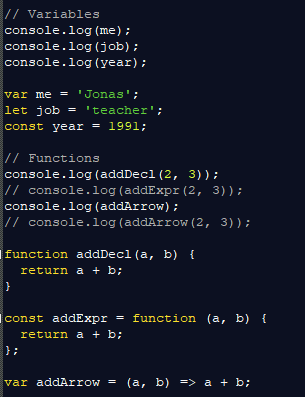 // Variables
console.log(me);
console.log(job);
console.log(year);

var me = 'Jonas';
let job = 'teacher';
const year = 1991;

// Functions
console.log(addDecl(2, 3));
// console.log(addExpr(2, 3));
console.log(addArrow);
// console.log(addArrow(2, 3));

function addDecl(a, b) {
  return a + b;
}

const addExpr = function (a, b) {
  return a + b;
};

var addArrow = (a, b) => a + b;